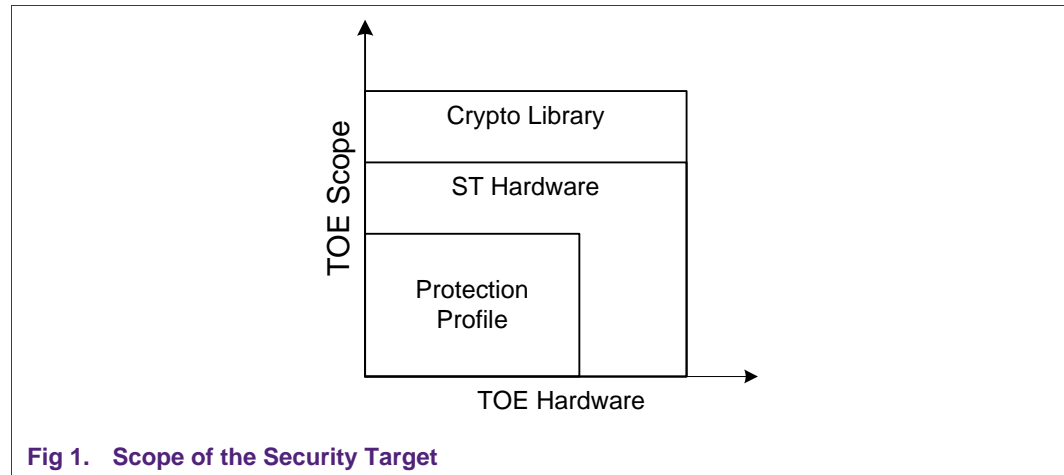 Crypto Library
ST Hardware
Protection
Profile
TOE Scope
TOE Hardware
Fig 1. Scope of the Security Target